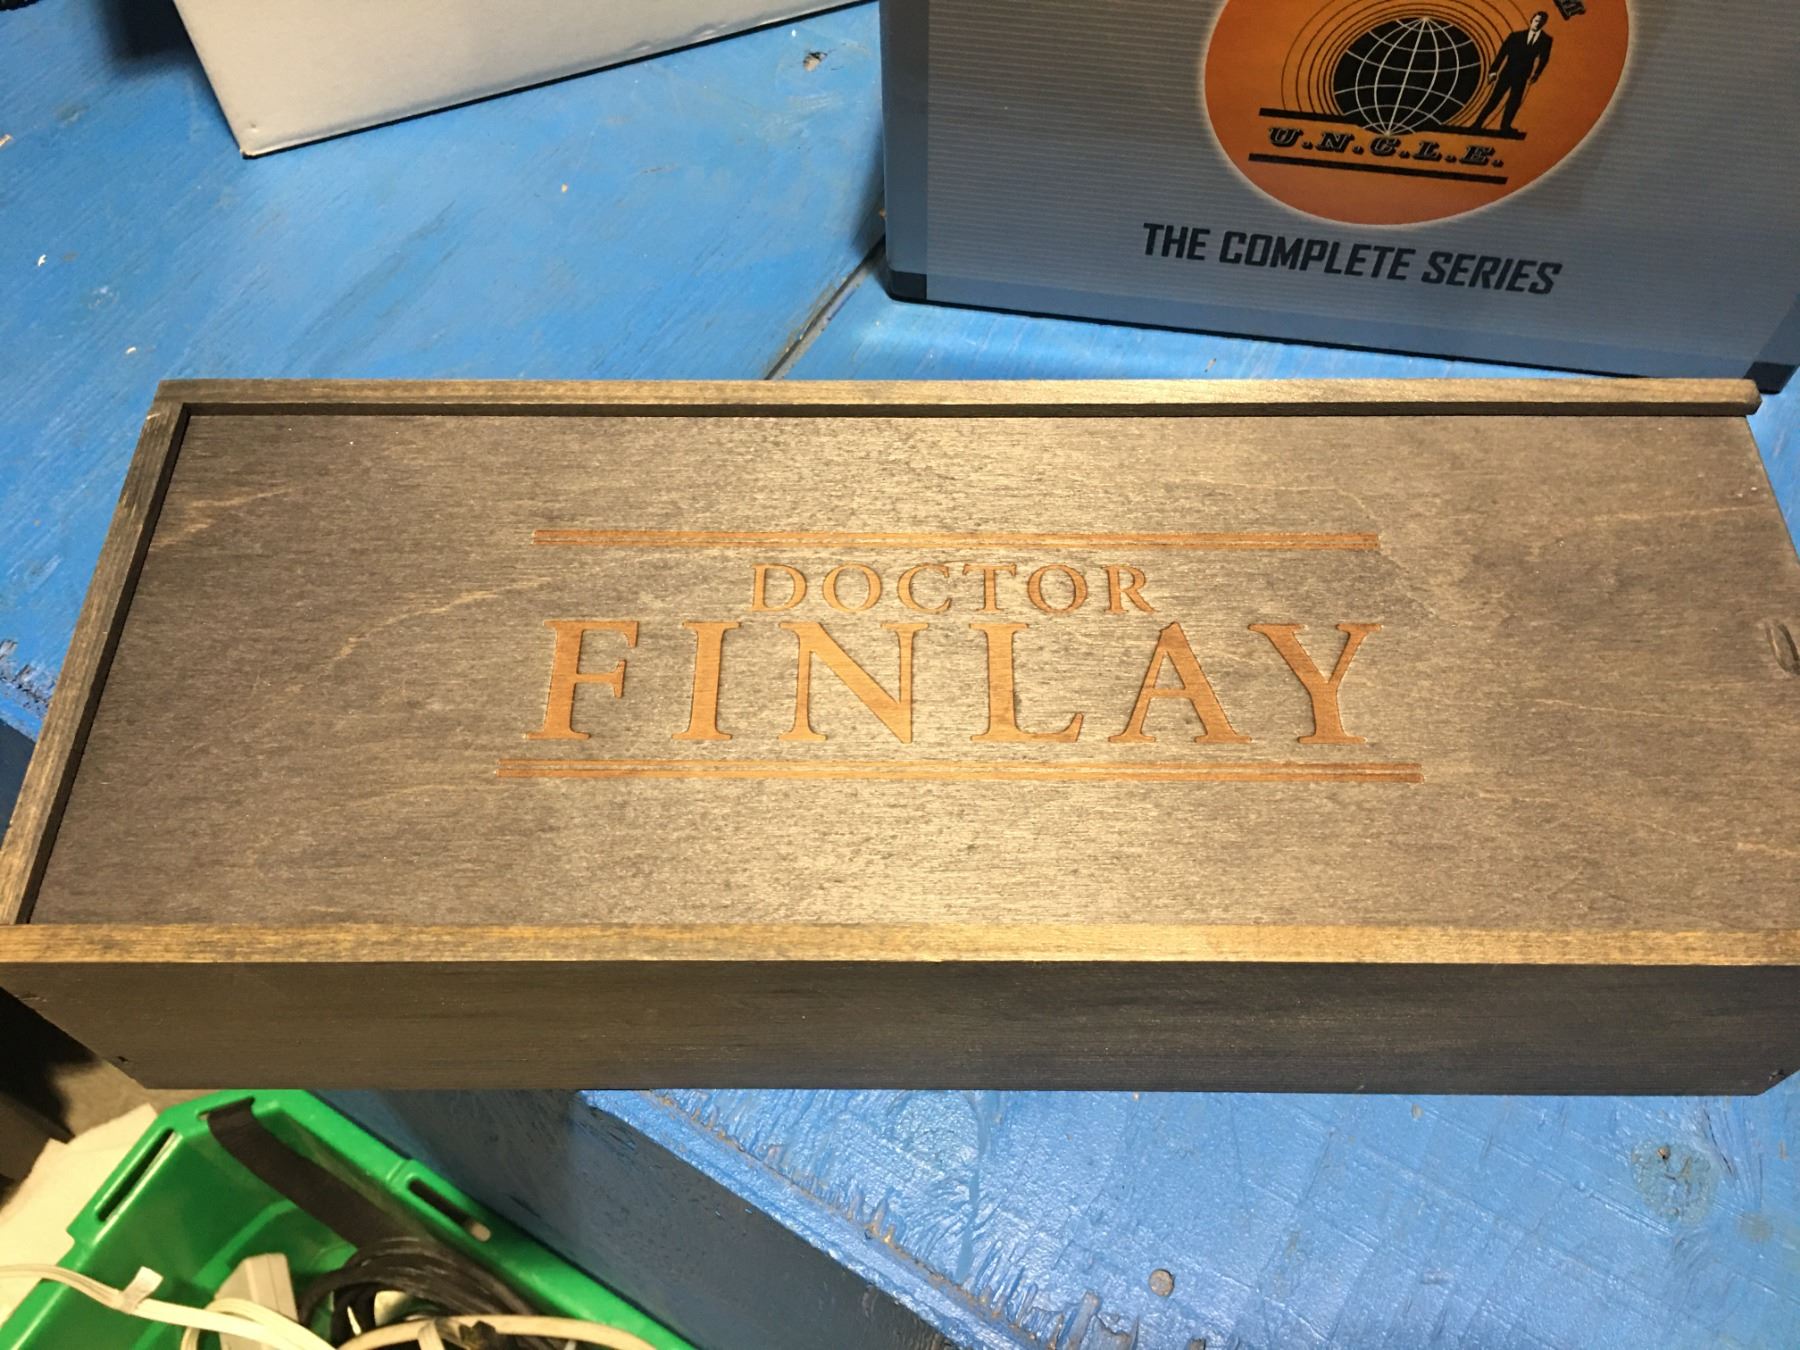 U.N.C.L.E.
THE COMPLETE SERIES
DOCTOR
FINLAY